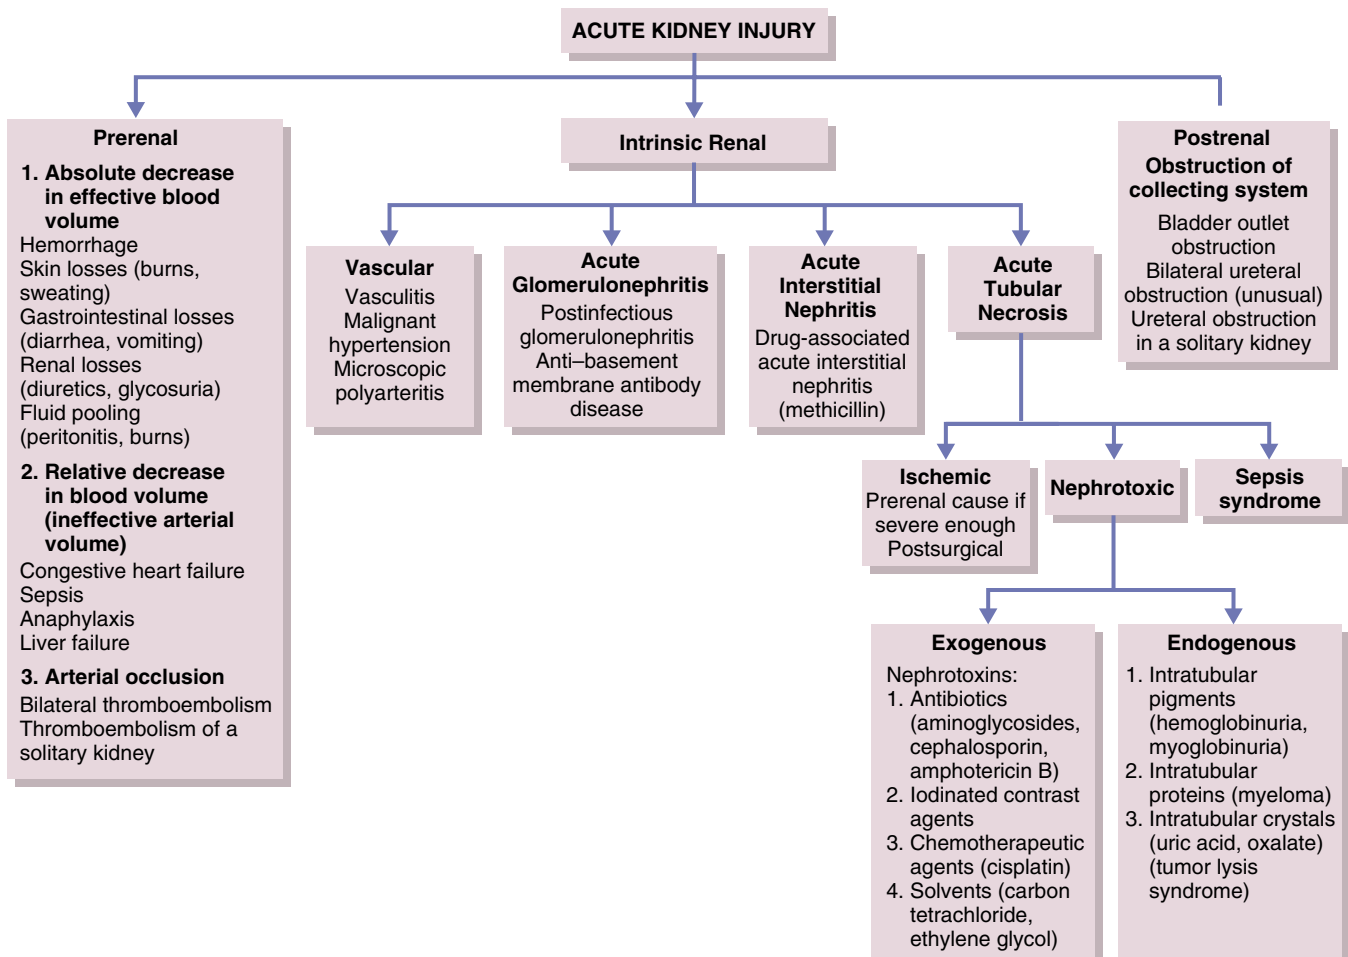 ACUTE KIDNEY INJURY
Prerenal
1. Absolute decrease
in effective blood
volume
Hemorrhage
Skin losses (burns,
sweating)
Gastrointestinal losses
(diarrhea, vomiting)
Renal losses
(diuretics, glycosuria)
Fluid pooling
(peritonitis, burns)
2. Relative decrease
in blood volume
(ineffective arterial
volume)
Congestive heart failure
Sepsis
Anaphylaxis
Liver failure
3. Arterial occlusion
Bilateral thromboembolism
Thromboembolism of a
solitary kidney
Intrinsic Renal
Vascular
Vasculitis
Malignant
hypertension
Microscopic
polyarteritis
Acute
Glomerulonephritis
Postinfectious
glomerulonephritis
Anti–basement
membrane antibody
disease
Acute
Interstitial
Nephritis
Drug-associated
acute interstitial
nephritis
(methicillin)
Acute
Tubular
Necrosis
Ischemic
Prerenal cause if
severe enough
Postsurgical
Nephrotoxic
Sepsis
syndrome
Exogenous
Nephrotoxins:
1. Antibiotics
(aminoglycosides,
cephalosporin,
amphotericin B)
2. Iodinated contrast
agents
3. Chemotherapeutic
agents (cisplatin)
4. Solvents (carbon
tetrachloride,
ethylene glycol)
Endogenous
1. Intratubular
pigments
(hemoglobinuria,
myoglobinuria)
2. Intratubular
proteins (myeloma)
3. Intratubular crystals
(uric acid, oxalate)
(tumor lysis
syndrome)
Postrenal
Obstruction of
collecting system
Bladder outlet
obstruction
Bilateral ureteral
obstruction (unusual)
Ureteral obstruction
in a solitary kidney